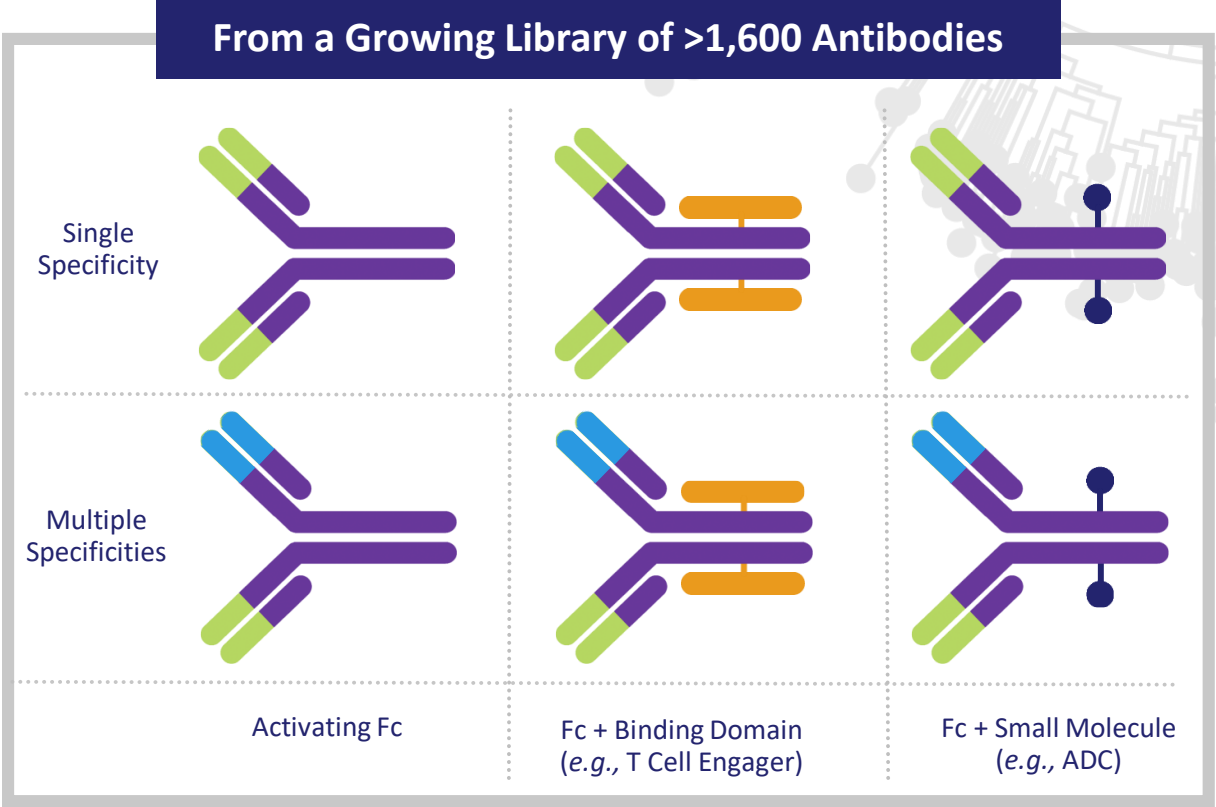 From a Growing Library of >1,600 Antibodies
Single
Specificity
Multiple
Specificities
Activating Fc
Fc + Binding Domain
(e.g., T Cell Engager)
Fc + Small Molecule
(e.g., ADC)